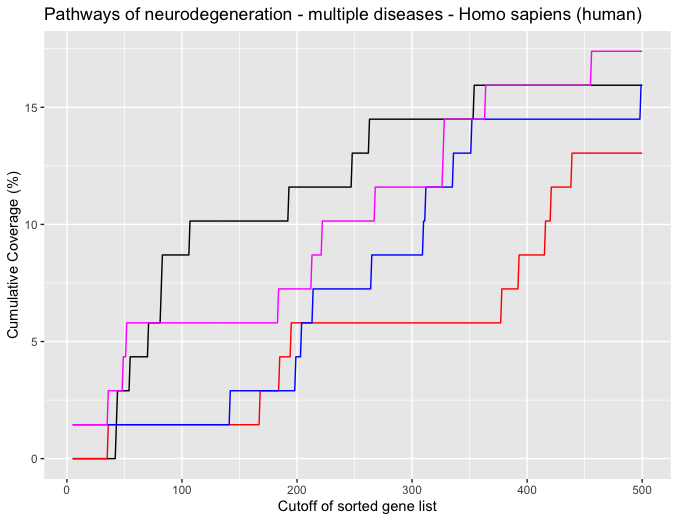 Pathways of neurodegeneration - multiple diseases - Homo sapiens (human)
Cumulative Coverage (%)
15
10
5
0
0 100 200 300 400 500
Cutoff of sorted gene list